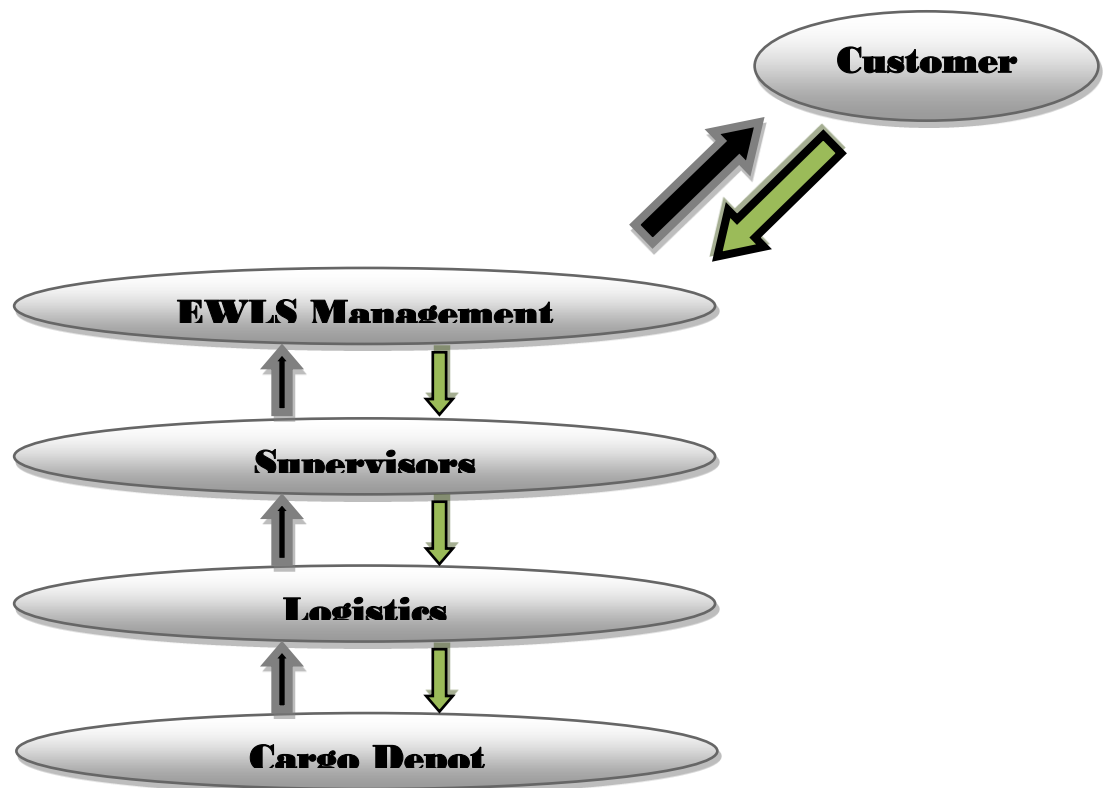 Customer
EWLS Management
Supervisors
Logistics
Cargo Depot